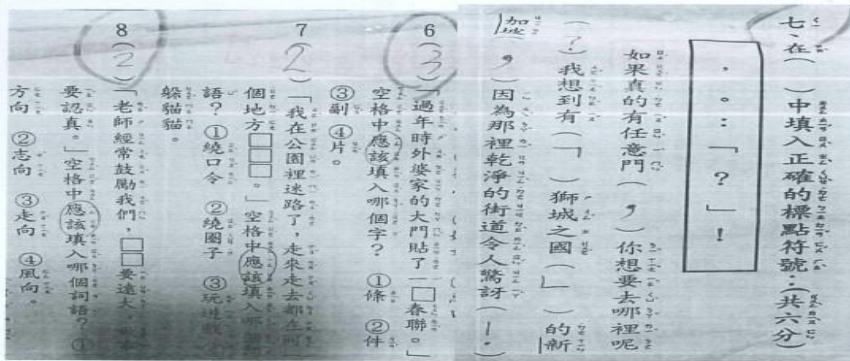 七、在（　）中填入正確的標點符號：（共六分）
，。：「？」！
如果真的有任意門（，）你想要去哪裡呢
（？）我想到有（「）獅城之國（」）的新
加坡（，）因為那裡乾淨的街道令人驚訝（！）
6（3）「過年時外婆家的大門貼了一□春聯。」
空格中應該填入哪個字？ ①條 ②件
③副 ④片。
7（2）「我在公園裡迷路了，走來走去都在同
個地方□□□。」空格中應該填入哪
語？①繞口令 ②繞圈子 ③玩遊戲
躲貓貓。
8（2）「老師經常鼓勵我們，□□要遠大，
要認真。」空格中應該填入哪個詞語？①
方向 ②志向 ③走向 ④風向。